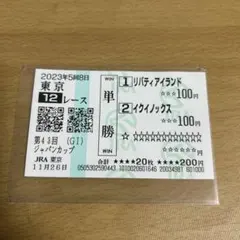 2023年5回8日
東京
12レース
第43回 (GI)
ジャパンカップ
JRA 東京
11月26日
単勝
WIN
1 リバティアイランド
☆☆☆100円
2 イクイノックス
☆☆☆100円
合計 ★★★★20枚 ★★★★200円